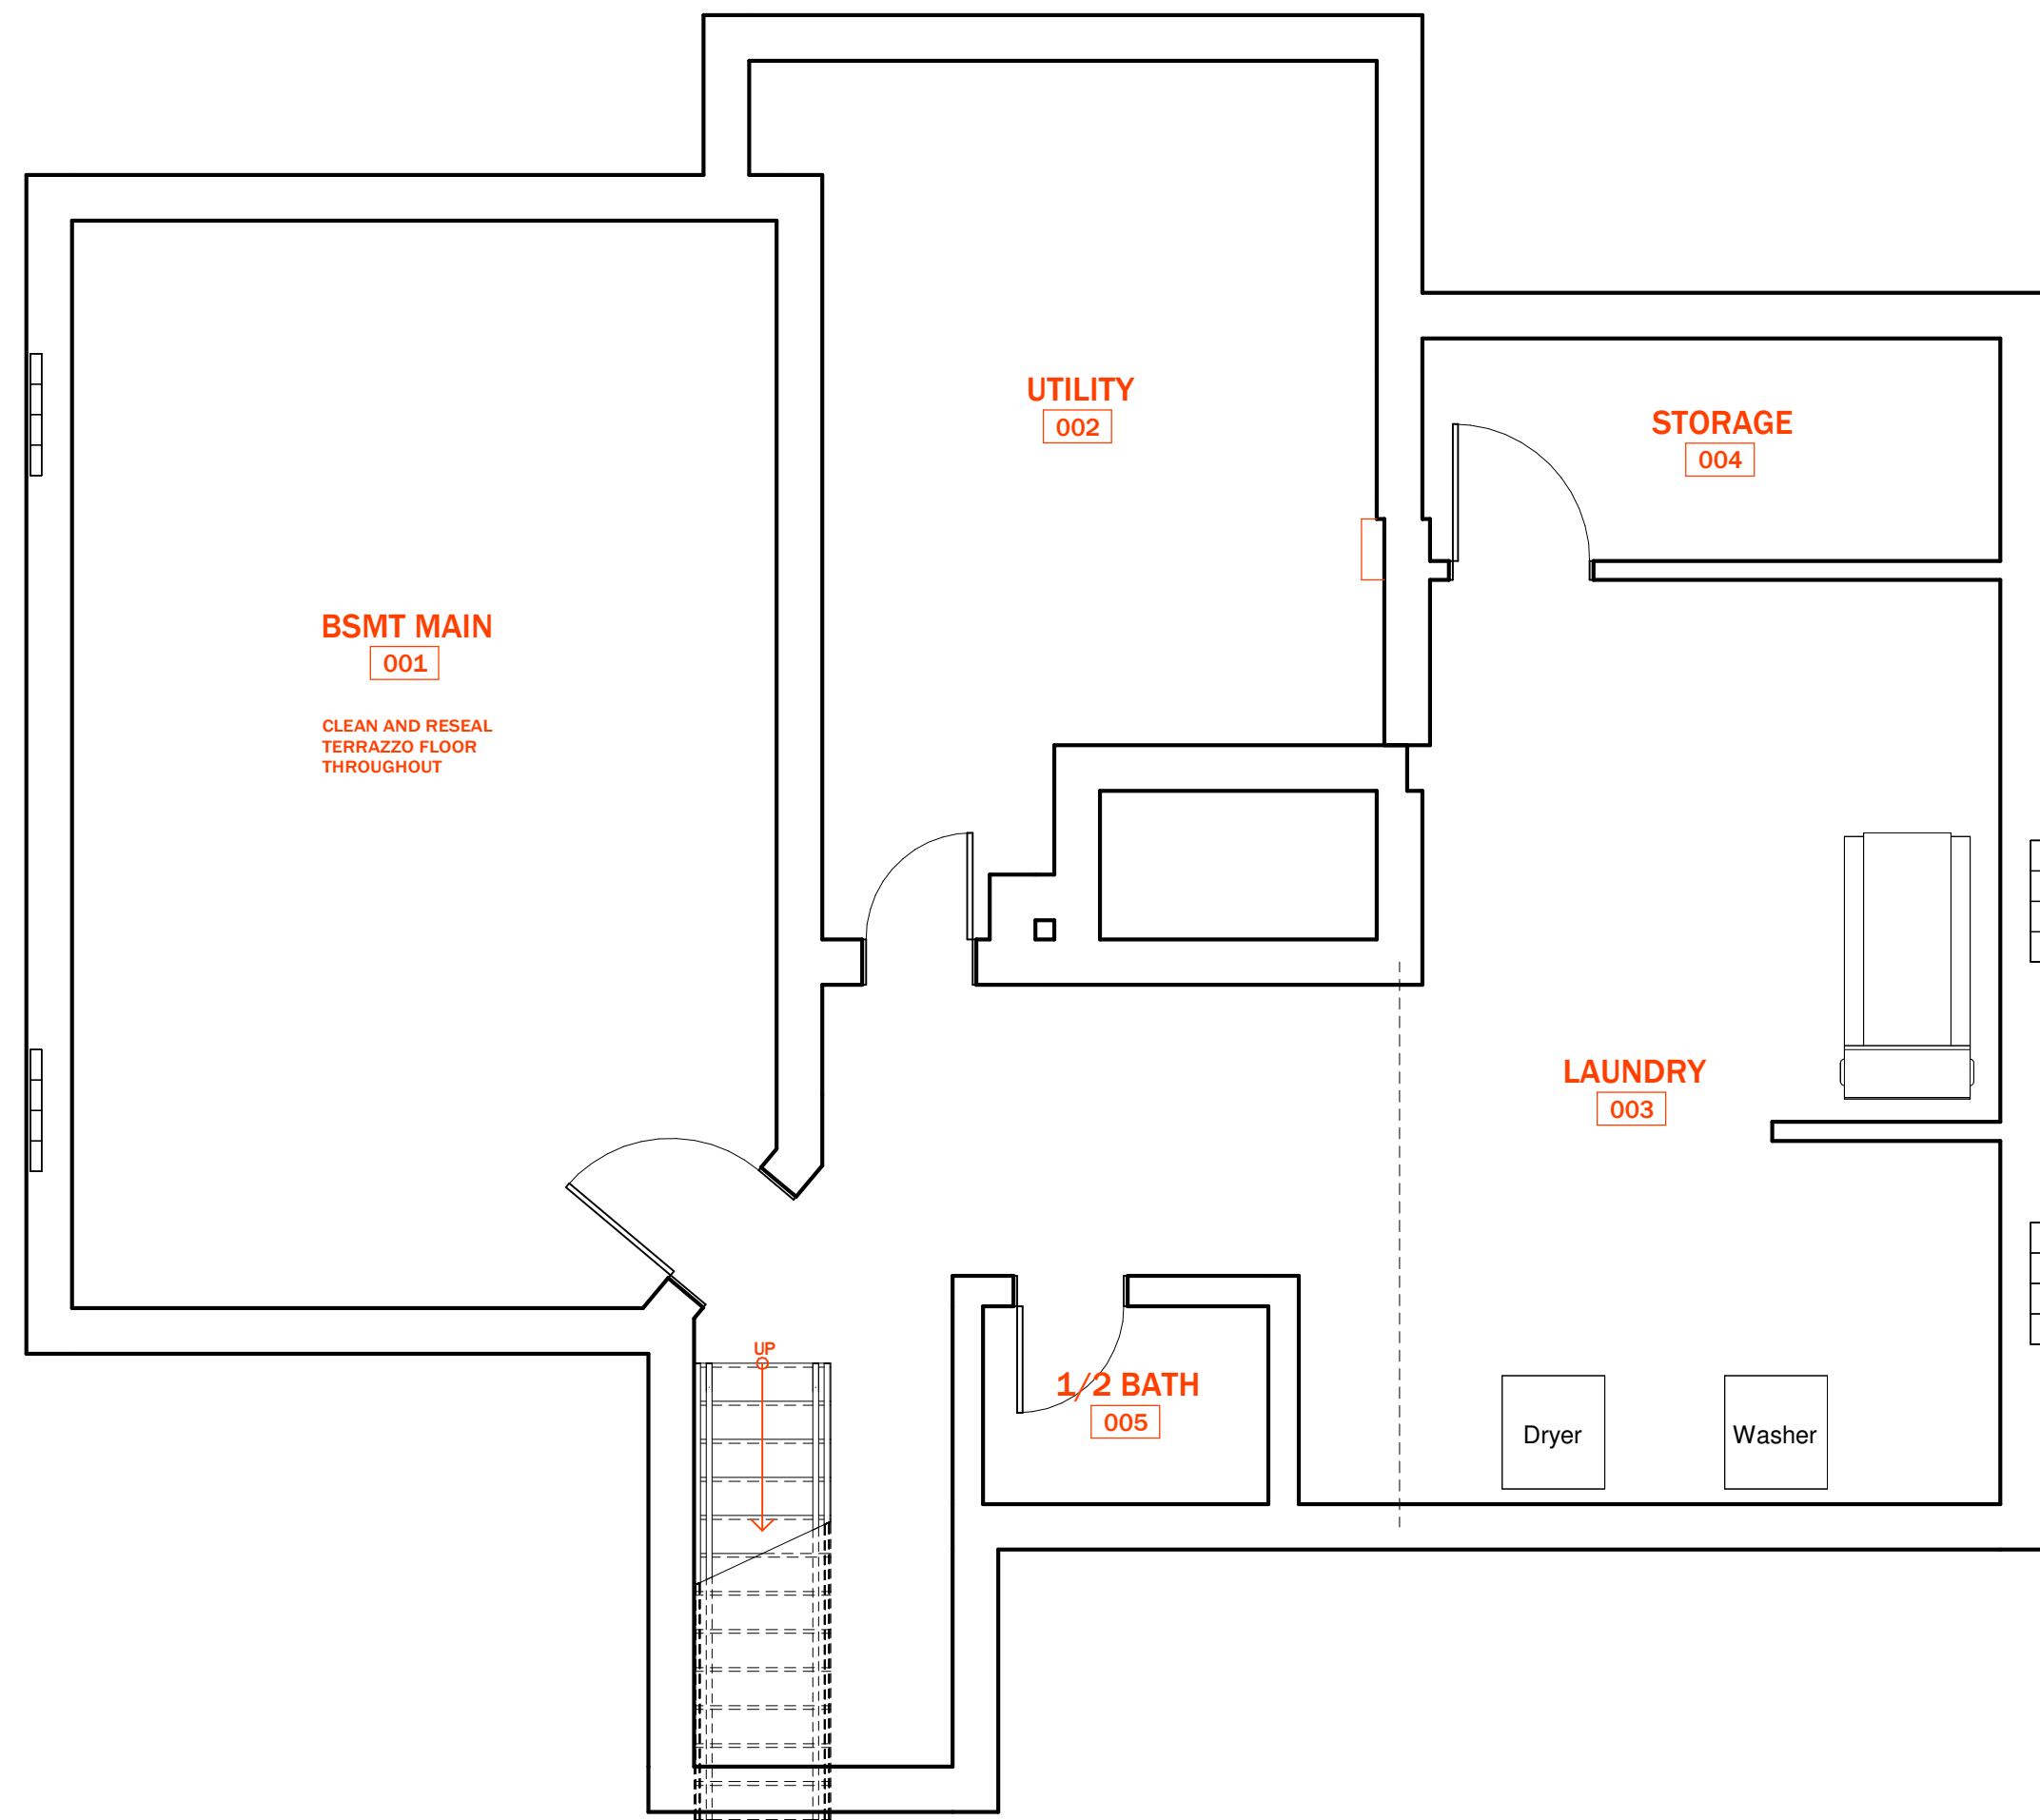 UTILITY
002
STORAGE
004
BSMT MAIN
001
CLEAN AND RESEAL
TERRAZZO FLOOR
THROUGHOUT
LAUNDRY
003
UP
1/2 BATH
005
Dryer
Washer